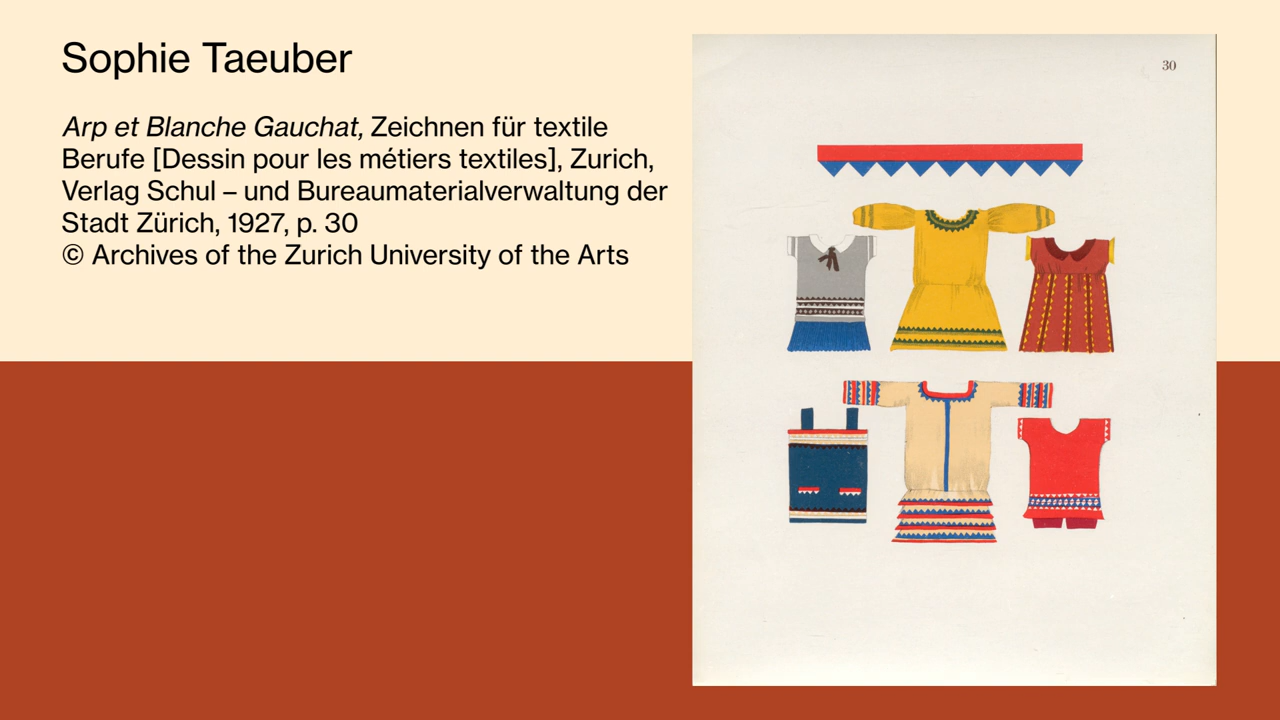 Sophie Taeuber
Arp et Blanche Gauchat, Zeichnen für textile
Berufe [Dessin pour les métiers textiles], Zurich,
Verlag Schul – und Bureaumaterialverwaltung der
Stadt Zürich, 1927, p. 30
© Archives of the Zurich University of the Arts
30